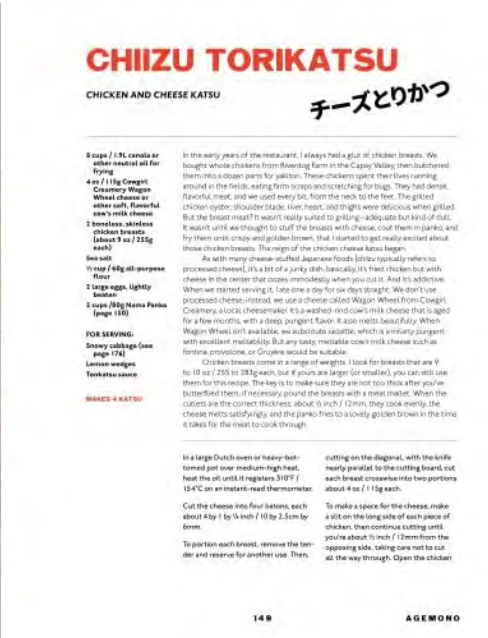 CHIIZU TORIKATSU
CHICKEN AND CHEESE KATSU
チーズとりかつ
8 cups / 1.9L canola or
other neutral oil for
frying
4 oz / 115g Cowgirl
Creamery Wagon
Wheel cheese or
other soft, flavorful
cow's milk cheese
2 boneless, skinless
chicken breasts
(about 9 oz / 255g
each)
Sea salt
½ cup / 60g all-purpose
flour
2 large eggs, lightly
beaten
2 cups /80g Nama Panko
(page 150)
FOR SERVING:
Snowy cabbage (see
page 176)
Lemon wedges
Tonkatsu sauce
MAKES 4 KATSU
In the early years of the restaurant, I always had a glut of chicken breasts. We
bought whole chickens from Riverdog Farm in the Capay Valley, then butchered
them into a dozen parts for yakitori. These chickens spent their lives running
around in the fields, eating farm scraps and scratching for bugs. They had dense,
flavorful, meat, and we used every bit, from the neck to the feet. The grilled
chicken oyster, shoulder blade, liver, heart, and thighs were delicious when grilled.
But the breast meat? It wasn't really suited to grilling—adequate but kind of dull.
It wasn't until we thought to stuff the breasts with cheese, coat them in panko, and
fry them until crispy and golden brown, that I started to get really excited about
those chicken breasts. The reign of the chicken cheese katsu began.
As with many cheese-stuffed Japanese foods (chiizu typically refers to
processed cheese), it's a bit of a junky dish: basically, it's fried chicken but with
cheese in the center that oozes immodestly when you cut it. And it's addictive.
When we started serving it, I ate one a day for six days straight. We don't use
processed cheese; instead, we use a cheese called Wagon Wheel from Cowgirl
Creamery, a local cheesemaker. It's a washed-rind cow's milk cheese that is aged
for a few months, with a deep, pungent flavor. It also melts beautifully. When
Wagon Wheel isn't available, we substitute raclette, which is a milky pungent
with excellent meltability. But any tasty, meltable cow's milk cheese such as
fontina, provolone, or Gruyère would be suitable.
Chicken breasts come in a range of weights. I look for breasts that are 9
to 10 oz / 255 to 283g each, but if yours are larger (or smaller), you can still use
them for this recipe. The key is to make sure they are not too thick after you've
butterflied them; if necessary, pound the breasts with a meat mallet. When the
cutlets are the correct thickness, about ½ inch / 12mm, they cook evenly, the
cheese melts satisfyingly, and the panko fries to a lovely golden brown in the time
it takes for the meat to cook through.
In a large Dutch oven or heavy-bot-
tomed pot over medium-high heat,
heat the oil until it registers 310°F /
154°C on an instant-read thermometer.
Cut the cheese into four batons, each
about 4 by 1 by ¼ inch / 10 by 2.5cm by
6mm.
To portion each breast, remove the ten-
der and reserve for another use. Then,
cutting on the diagonal, with the knife
nearly parallel to the cutting board, cut
each breast crosswise into two portions
about 4 oz / 115g each.
To make a space for the cheese, make
a slit on the long side of each piece of
chicken, then continue cutting until
you're about ½ inch / 12mm from the
opposing side, taking care not to cut
all the way through. Open the chicken
149
AGEMONO